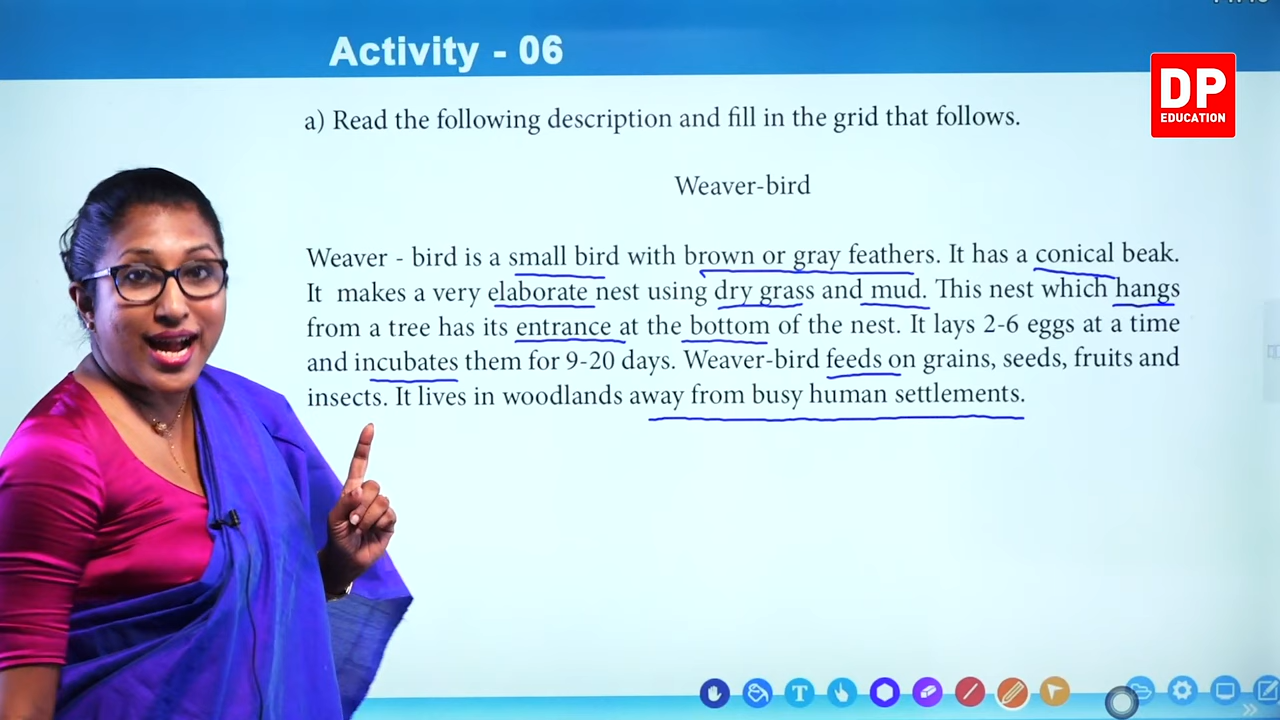 Activity - 06
DP
EDUCATION
a) Read the following description and fill in the grid that follows.
Weaver-bird
Weaver - bird is a small bird with brown or gray feathers. It has a conical beak.
It makes a very elaborate nest using dry grass and mud. This nest which hangs
from a tree has its entrance at the bottom of the nest. It lays 2-6 eggs at a time
and incubates them for 9-20 days. Weaver-bird feeds on grains, seeds, fruits and
insects. It lives in woodlands away from busy human settlements.
T